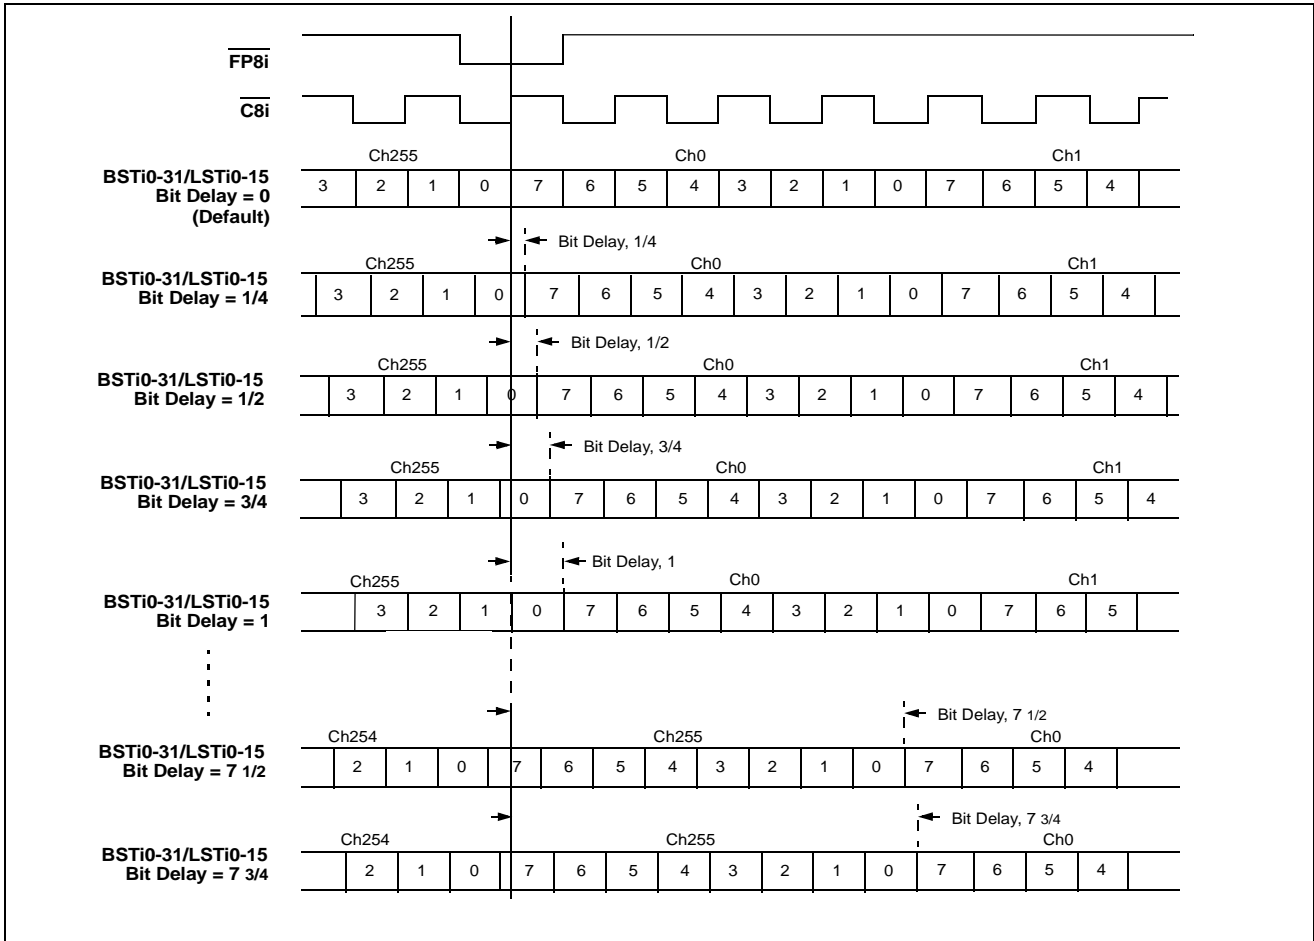 FP8i
C8i
Ch255 Ch0 Ch1
BSTi0-31/LSTi0-15
Bit Delay = 0
(Default)
3 2 1 0 7 6 5 4 3 2 1 0 7 6 5 4
Bit Delay, 1/4
Ch255 Ch0 Ch1
BSTi0-31/LSTi0-15
Bit Delay = 1/4
3 2 1 0 7 6 5 4 3 2 1 0 7 6 5 4
Bit Delay, 1/2
Ch255 Ch0 Ch1
BSTi0-31/LSTi0-15
Bit Delay = 1/2
3 2 1 0 7 6 5 4 3 2 1 0 7 6 5 4
Bit Delay, 3/4
Ch255 Ch0 Ch1
BSTi0-31/LSTi0-15
Bit Delay = 3/4
3 2 1 0 7 6 5 4 3 2 1 0 7 6 5 4
Bit Delay, 1
Ch255 Ch0 Ch1
BSTi0-31/LSTi0-15
Bit Delay = 1
3 2 1 0 7 6 5 4 3 2 1 0 7 6 5
Bit Delay, 7 1/2
Ch254 Ch255 Ch0
BSTi0-31/LSTi0-15
Bit Delay = 7 1/2
2 1 0 7 6 5 4 3 2 1 0 7 6 5 4
Bit Delay, 7 3/4
Ch254 Ch255 Ch0
BSTi0-31/LSTi0-15
Bit Delay = 7 3/4
2 1 0 7 6 5 4 3 2 1 0 7 6 5 4